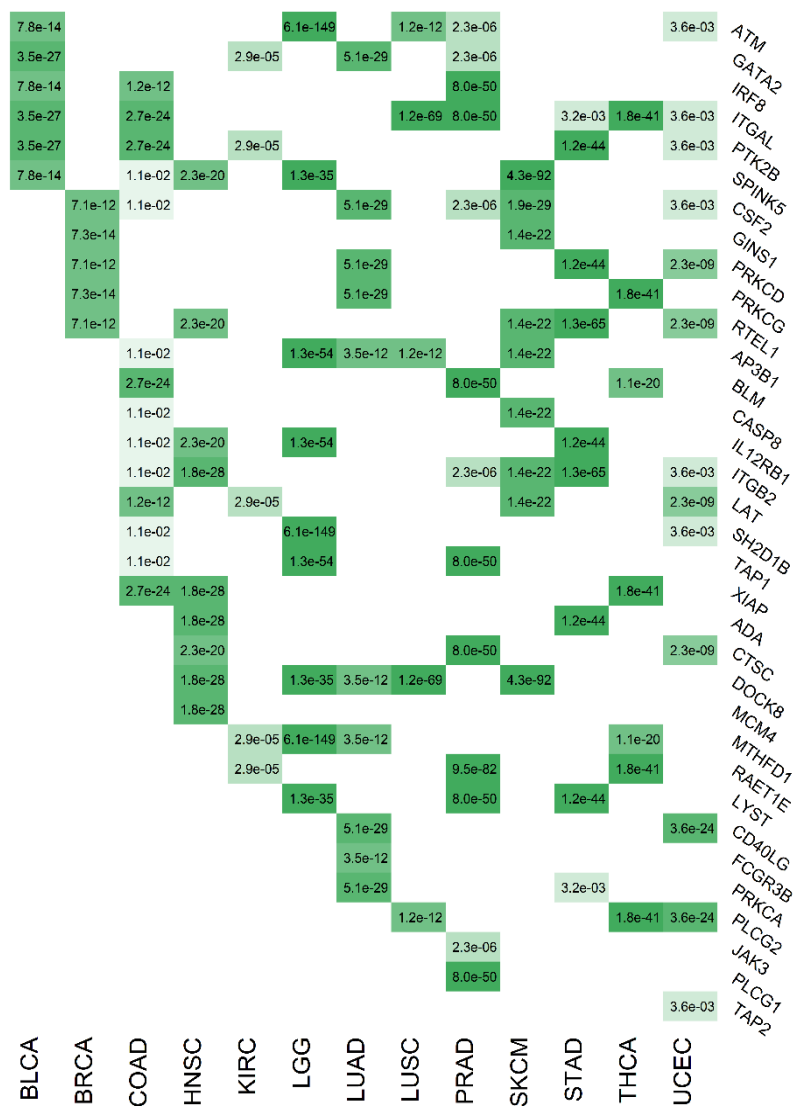 7.8e-14 6.1e-149 1.2e-12 2.3e-06 3.6e-03 ATM
3.5e-27 2.9e-05 5.1e-29 2.3e-06 GATA2
7.8e-14 1.2e-12 8.0e-50 IRF8
3.5e-27 2.7e-24 1.2e-69 8.0e-50 3.2e-03 1.8e-41 3.6e-03 ITGAL
3.5e-27 2.7e-24 2.9e-05 1.2e-44 3.6e-03 PTK2B
7.8e-14 1.1e-02 2.3e-20 1.3e-35 4.3e-92 SPINK5
7.1e-12 1.1e-02 5.1e-29 2.3e-06 1.9e-29 3.6e-03 CSF2
7.3e-14 1.4e-22 GINS1
7.1e-12 5.1e-29 1.2e-44 2.3e-09 PRKCD
7.3e-14 5.1e-29 1.8e-41 PRKCG
7.1e-12 2.3e-20 1.4e-22 1.3e-65 2.3e-09 RTEL1
1.1e-02 1.3e-54 3.5e-12 1.2e-12 1.4e-22 AP3B1
2.7e-24 8.0e-50 1.1e-20 BLM
1.1e-02 1.4e-22 CASP8
1.1e-02 2.3e-20 1.3e-54 1.2e-44 IL12RB1
1.1e-02 1.8e-28 2.3e-06 1.4e-22 1.3e-65 3.6e-03 ITGB2
1.2e-12 2.9e-05 1.4e-22 2.3e-09 LAT
1.1e-02 6.1e-149 3.6e-03 SH2D1B
1.1e-02 1.3e-54 8.0e-50 TAP1
2.7e-24 1.8e-28 1.8e-41 XIAP
1.8e-28 1.2e-44 ADA
2.3e-20 8.0e-50 2.3e-09 CTSC
1.8e-28 1.3e-35 3.5e-12 1.2e-69 4.3e-92 DOCK8
1.8e-28 MCM4
2.9e-05 6.1e-149 3.5e-12 1.1e-20 MTHFD1
2.9e-05 9.5e-82 1.8e-41 RAET1E
1.3e-35 8.0e-50 1.2e-44 LYST
5.1e-29 3.6e-24 CD40LG
3.5e-12 FCGR3B
5.1e-29 3.2e-03 PRKCA
1.2e-12 1.8e-41 3.6e-24 PLCG2
2.3e-06 JAK3
8.0e-50 PLCG1
3.6e-03 TAP2
BLCA BRCA COAD HNSC KIRC LGG LUAD LUSC PRAD SKCM STAD THCA UCEC